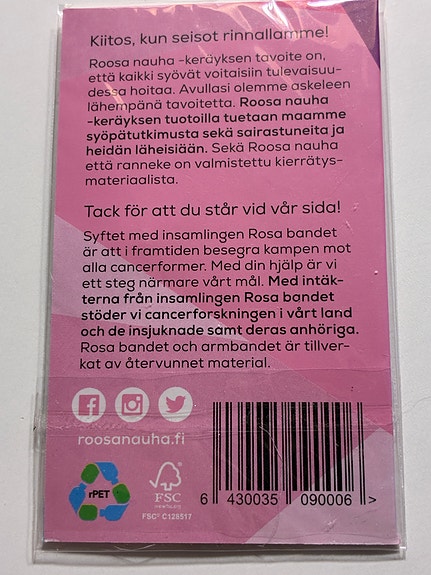 Kiitos, kun seisot rinnallamme!
Roosa nauha -keräyksen tavoite on,
että kaikki syövät voitaisiin tulevaisuu-
dessa hoitaa. Avullasi olemme askeleen
lähempänä tavoitetta. Roosa nauha
-keräyksen tuotoilla tuetaan maamme
syöpätutkimusta sekä sairastuneita ja
heidän läheisiään. Sekä Roosa nauha
että ranneke on valmistettu kierrätys-
materiaalista.
Tack för att du står vid vår sida!
Syftet med insamlingen Rosa bandet
är att i framtiden besegra kampen mot
alla cancerformer. Med din hjälp är vi
ett steg närmare vårt mål. Med intäk-
terna från insamlingen Rosa bandet
stöder vi cancerforskningen i vårt land
och de insjuknade samt deras anhöriga.
Rosa bandet och armbandet är tillver-
kat av återvunnet material.
roosanauha.fi
rPET
FSC
www.fsc.org
FSC® C128517
6 430035 090006 >